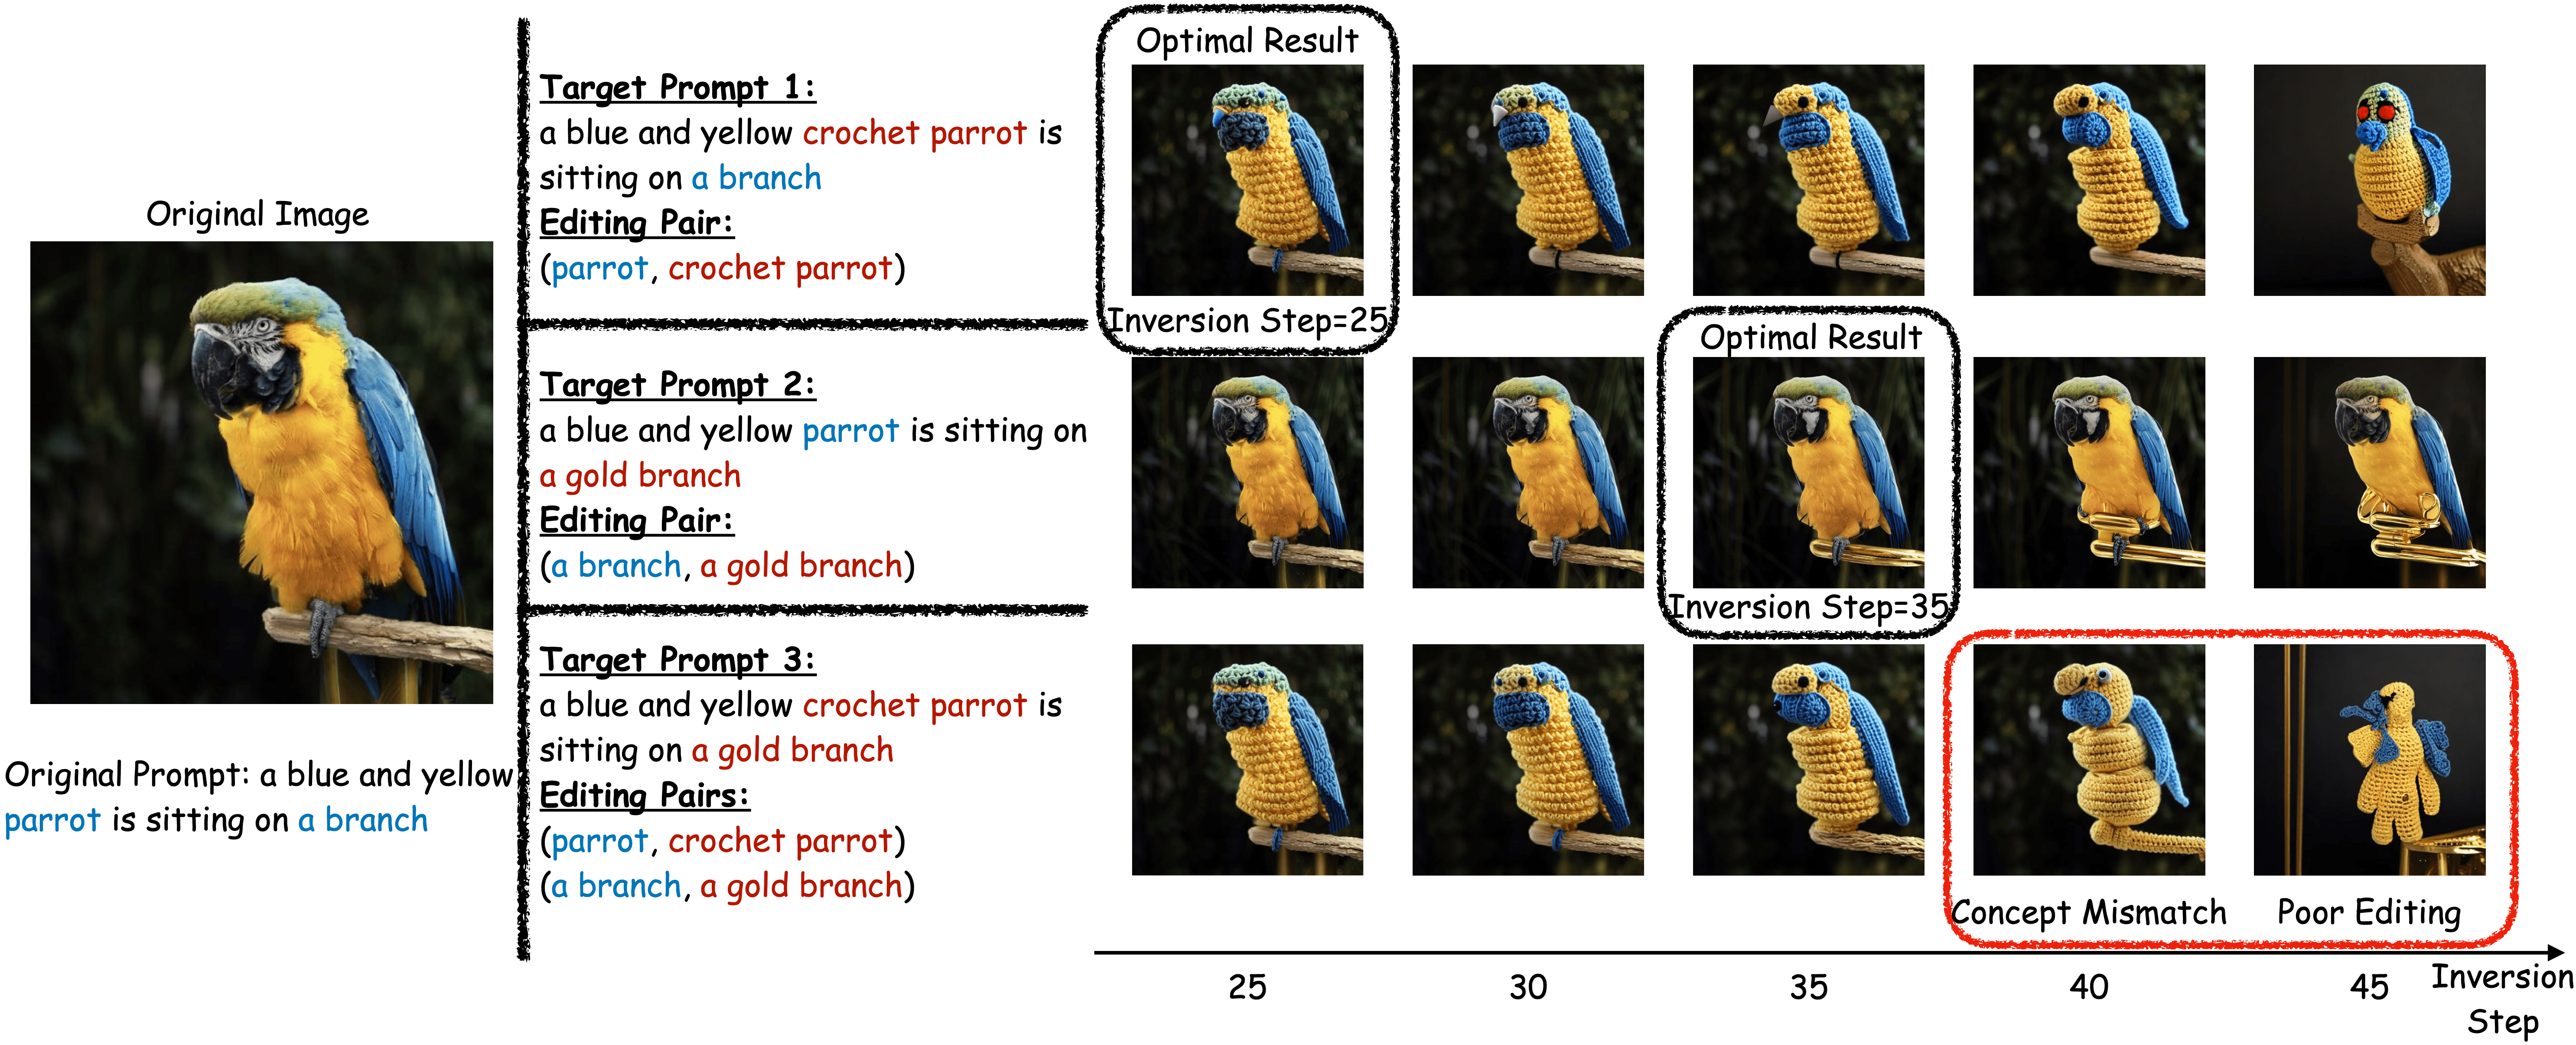 Original Image
Original Prompt: a blue and yellow
parrot is sitting on a branch
Target Prompt 1:
a blue and yellow crochet parrot is
sitting on a branch
Editing Pair:
(parrot, crochet parrot)
Target Prompt 2:
a blue and yellow parrot is sitting on
a gold branch
Editing Pair:
(a branch, a gold branch)
Target Prompt 3:
a blue and yellow crochet parrot is
sitting on a gold branch
Editing Pairs:
(parrot, crochet parrot)
(a branch, a gold branch)
Optimal Result
Inversion Step=25
Optimal Result
Inversion Step=35
Concept Mismatch
Poor Editing
25
30
35
40
45
Inversion
Step